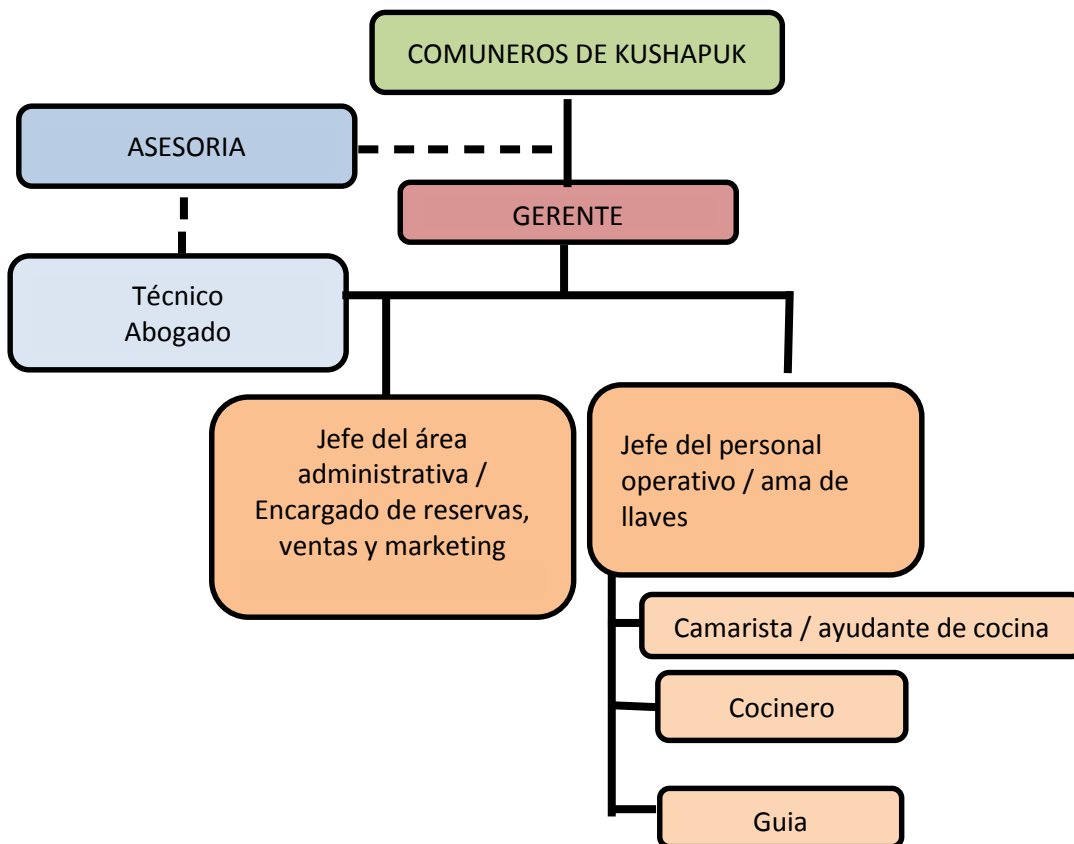 COMUNEROS DE KUSHAPUK
ASESORIA
GERENTE
Técnico
Abogado
Jefe del área
administrativa /
Encargado de reservas,
ventas y marketing
Jefe del personal
operativo / ama de
llaves
Camarista / ayudante de cocina
Cocinero
Guia